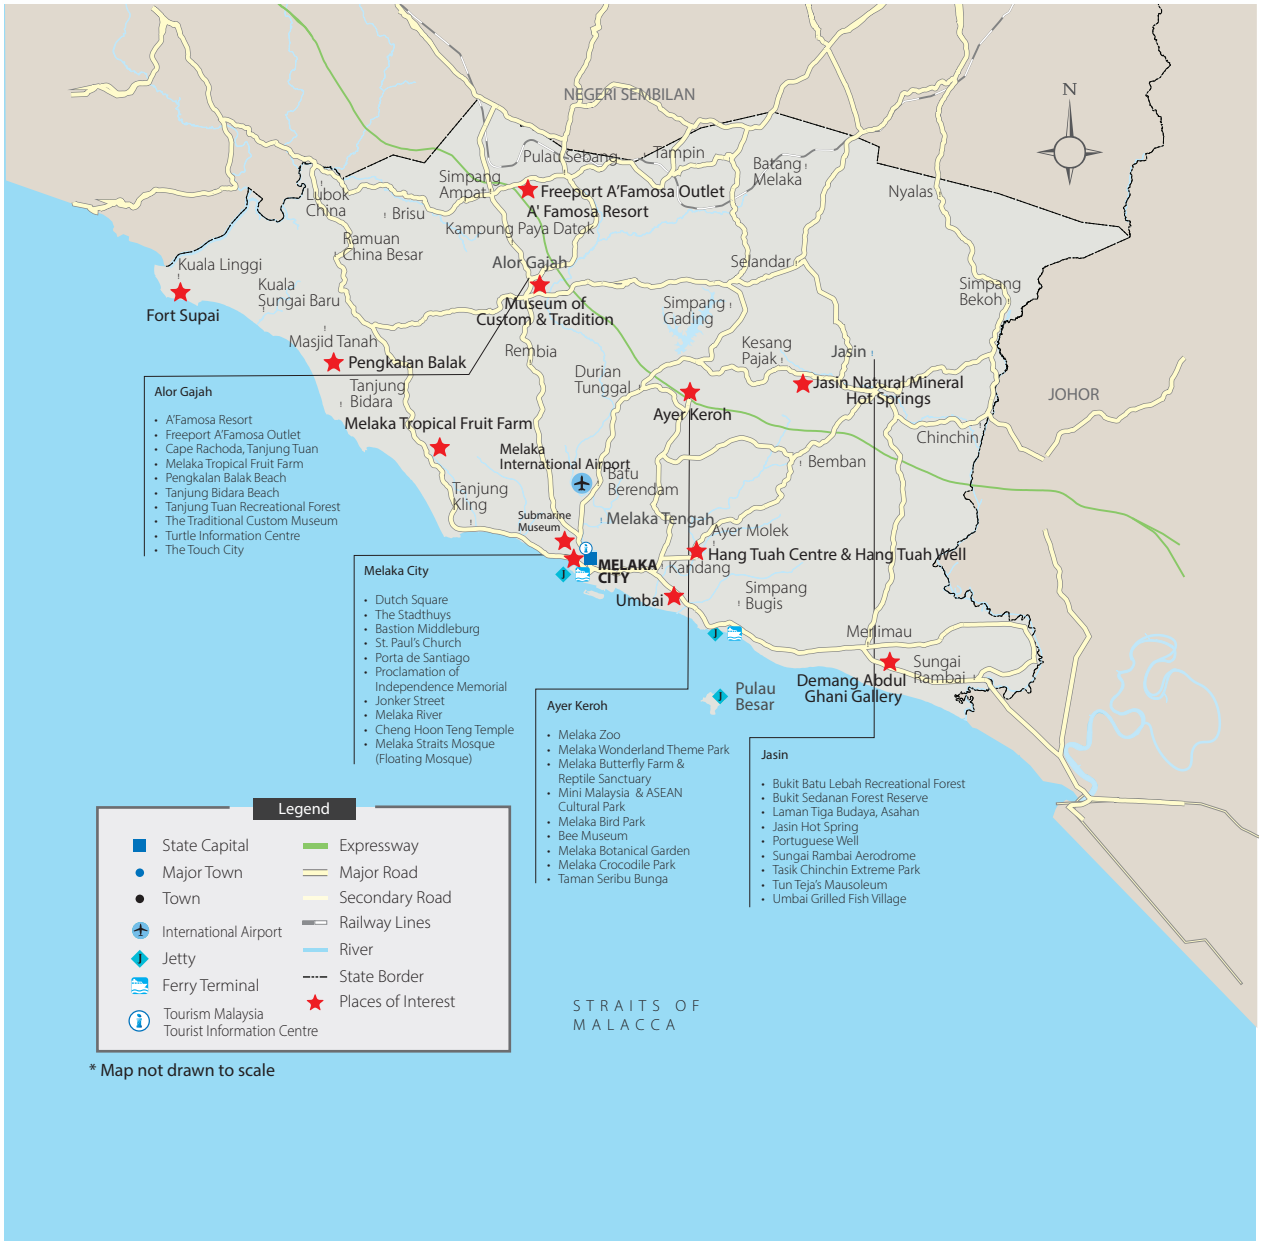 NEGERI SEMBILAN
N
Pulau Sebang
Tampin
Batang
Melaka
Simpang
Ampat
Freeport A'Famosa Outlet
A' Famosa Resort
Nyalas
Lubok
China
Brisu
Kampung Paya Datok
Ramuan
China Besar
Alor Gajah
Selandar
Kuala Linggi
Kuala
Sungai Baru
Simpang
Bekoh
Fort Supai
Museum of
Custom & Tradition
Simpang
Gading
Masjid Tanah
Rembia
Kesang
Pajak
Jasin
Pengkalan Balak
Durian
Tunggal
Tanjung
Bidara
Jasin Natural Mineral
Hot Springs
JOHOR
Ayer Keroh
Melaka Tropical Fruit Farm
Chinchin
Melaka
International Airport
Bemban
Batu
Berendam
Tanjung
Kling
Submarine
Museum
Melaka Tengah
Ayer Molek
Hang Tuah Centre & Hang Tuah Well
MELAKA
CITY
Kandang
Umbai
Simpang
Bugis
Merlimau
Sungai
Rambai
Demang Abdul
Ghani Gallery
Pulau
Besar
J
J
J
Alor Gajah
• A'Famosa Resort
• Freeport A'Famosa Outlet
• Cape Rachoda, Tanjung Tuan
• Melaka Tropical Fruit Farm
• Pengkalan Balak Beach
• Tanjung Bidara Beach
• Tanjung Tuan Recreational Forest
• The Traditional Custom Museum
• Turtle Information Centre
• The Touch City
Melaka City
• Dutch Square
• The Stadthuys
• Bastion Middleburg
• St. Paul's Church
• Porta de Santiago
• Proclamation of
Independence Memorial
• Jonker Street
• Melaka River
• Cheng Hoon Teng Temple
• Melaka Straits Mosque
(Floating Mosque)
Ayer Keroh
• Melaka Zoo
• Melaka Wonderland Theme Park
• Melaka Butterfly Farm &
Reptile Sanctuary
• Mini Malaysia & ASEAN
Cultural Park
• Melaka Bird Park
• Bee Museum
• Melaka Botanical Garden
• Melaka Crocodile Park
• Taman Seribu Bunga
Jasin
• Bukit Batu Lebah Recreational Forest
• Bukit Sedanan Forest Reserve
• Laman Tiga Budaya, Asahan
• Jasin Hot Spring
• Portuguese Well
• Sungai Rambai Aerodrome
• Tasik Chinchin Extreme Park
• Tun Teja's Mausoleum
• Umbai Grilled Fish Village
Legend
State Capital
Major Town
Town
International Airport
J Jetty
Ferry Terminal
i Tourism Malaysia
Tourist Information Centre
Expressway
Major Road
Secondary Road
Railway Lines
River
State Border
Places of Interest
* Map not drawn to scale
STRAITS OF
MALACCA